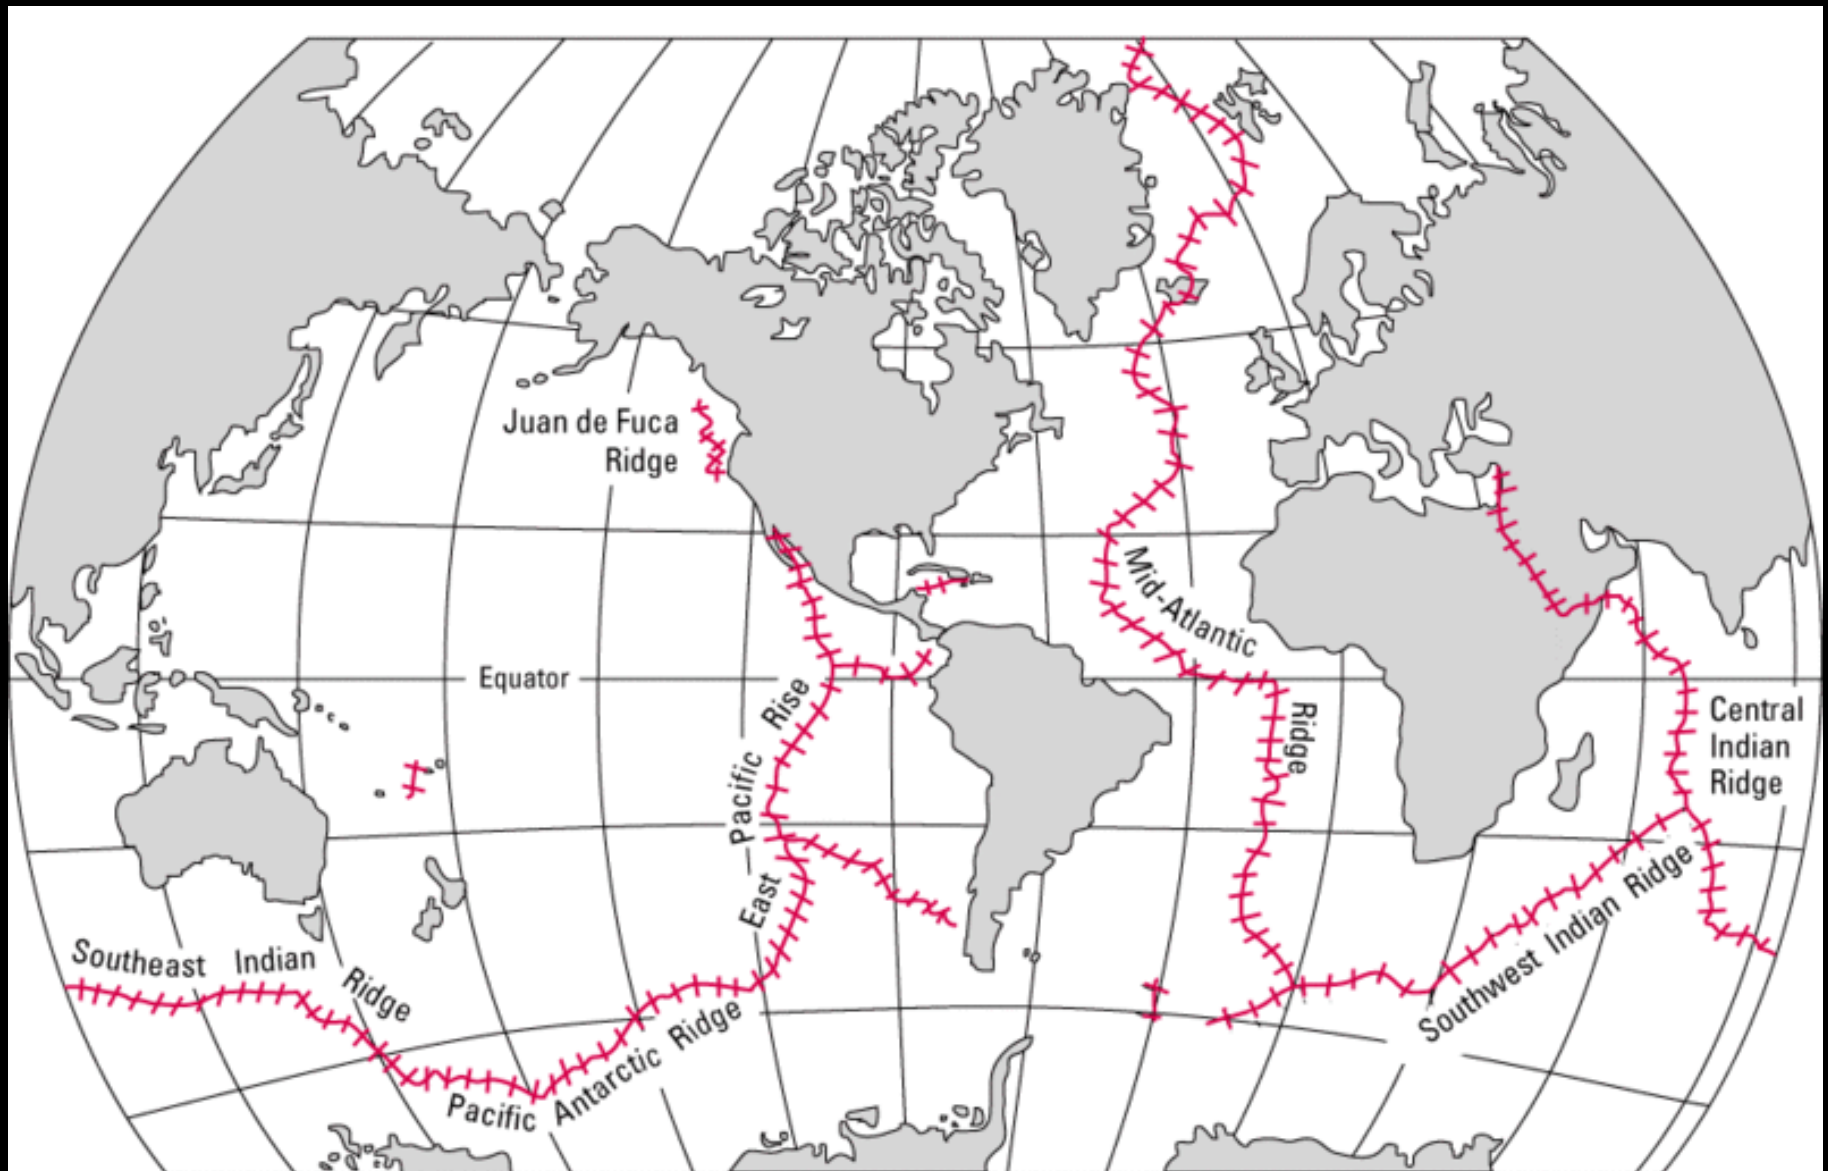 Juan de Fuca
Ridge
Mid-Atlantic
Ridge
Equator
East Pacific Rise
Central
Indian
Ridge
Southeast Indian Ridge
Southwest Indian Ridge
Pacific Antarctic Ridge